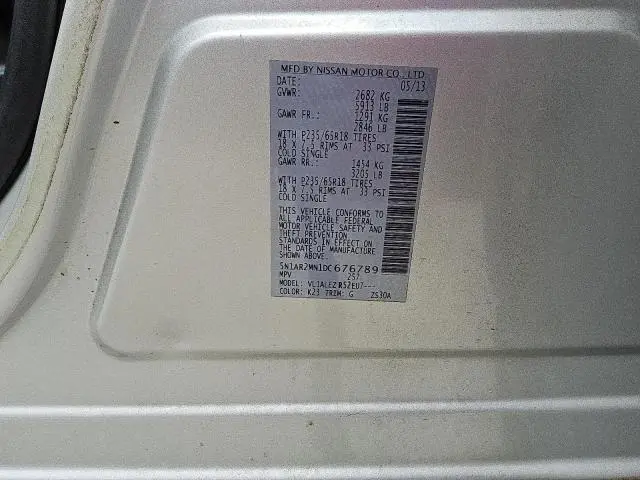 MFD BY NISSAN MOTOR CO., LTD.
DATE: 05/13
GVWR: 2682 KG
5913 LB
GAWR FR.: 1291 KG
2846 LB
WITH P235/65R18 TIRES
18 X 7.5 RIMS AT 33 PSI
COLD SINGLE
GAWR RR.: 1454 KG
3205 LB
WITH P235/65R18 TIRES
18 X 7.5 RIMS AT 33 PSI
COLD SINGLE
THIS VEHICLE CONFORMS TO
ALL APPLICABLE FEDERAL
MOTOR VEHICLE SAFETY AND
THEFT PREVENTION
STANDARDS IN EFFECT ON
THE DATE OF MANUFACTURE
SHOWN ABOVE.
5N1AR2MN1DC676789
MPV 257
MODEL: VLJALEZ R52EU7---
COLOR: K23 TRIM: G ZS30A